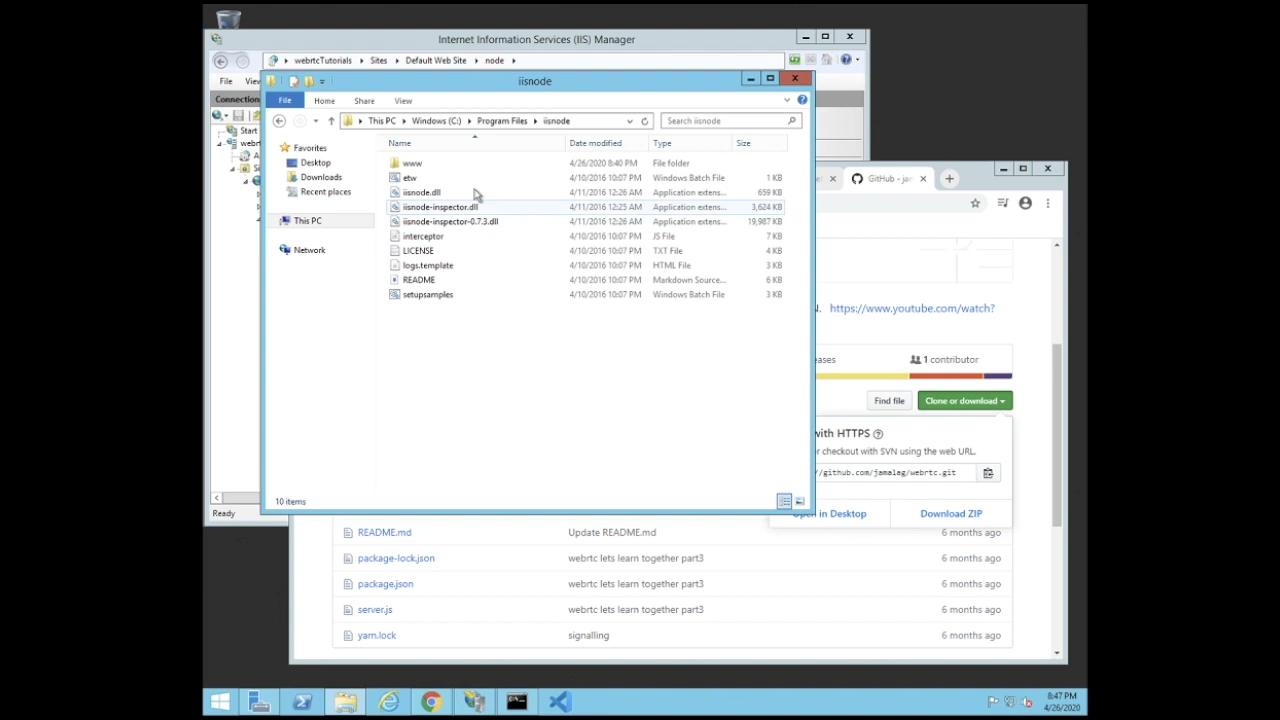 Internet Information Services (IIS) Manager
webrtcTutorials Sites Default Web Site node
File View
Connection
iisnode
File Home Share View
This PC Windows (C:) Program Files iisnode Search iisnode
Start
webrt
Name Date modified Type Size
Favorites
Desktop
Downloads
Recent places
This PC
Network
www 4/26/2020 8:40 PM File folder
etw 4/10/2016 10:07 PM Windows Batch File 1 KB
iisnode.dll 4/11/2016 12:26 AM Application extens... 659 KB
iisnode-inspector.dll 4/11/2016 12:25 AM Application extens... 3,624 KB
iisnode-inspector-0.7.3.dll 4/11/2016 12:26 AM Application extens... 19,987 KB
interceptor 4/10/2016 10:07 PM JS File 7 KB
LICENSE 4/10/2016 10:07 PM TXT File 4 KB
logs.template 4/10/2016 10:07 PM HTML File 3 KB
README 4/10/2016 10:07 PM Markdown Source... 6 KB
setupsamples 4/10/2016 10:07 PM Windows Batch File 3 KB
10 items
Ready
GitHub - jam
N. https://www.youtube.com/watch?
eases 1 contributor
Find file Clone or download
with HTTPS
r checkout with SVN using the web URL.
//github.com/jamalag/webrtc.git
Open in Desktop Download ZIP
README.md Update README.md 6 months ago
package-lock.json webrtc lets learn together part3 6 months ago
package.json webrtc lets learn together part3 6 months ago
server.js webrtc lets learn together part3 6 months ago
yarn.lock signalling 6 months ago
8:47 PM
4/26/2020